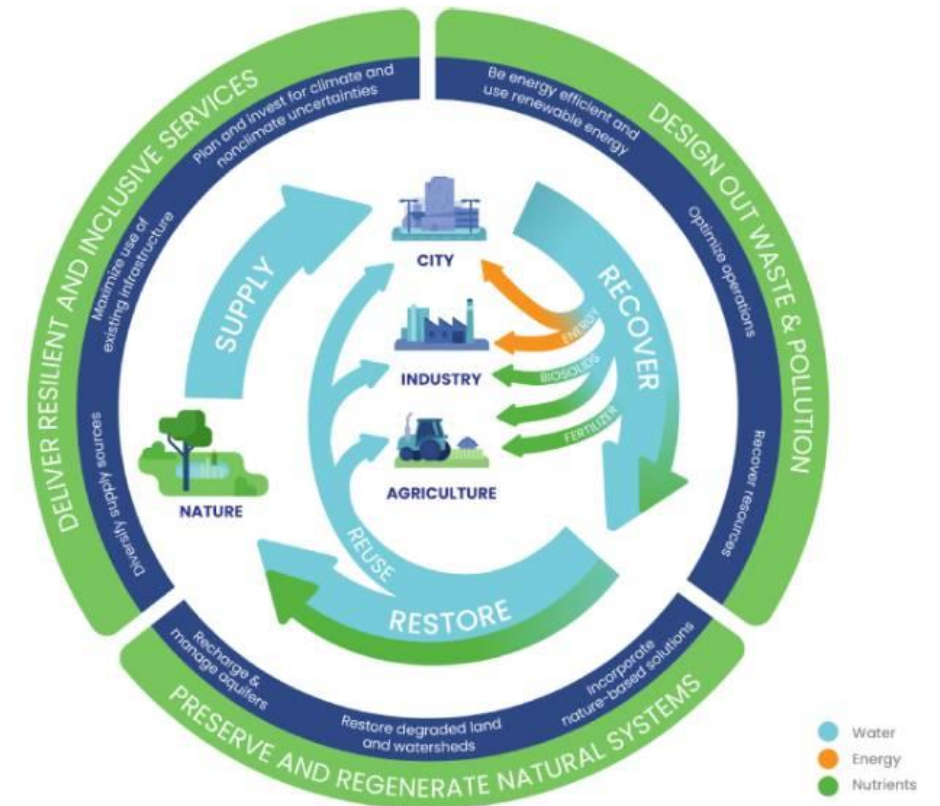 DELIVER RESILIENT AND INCLUSIVE SERVICES
Plan and invest for climate and
nonclimate uncertainties
Maximize use of
existing infrastructure
Diversify supply sources
DESIGN OUT WASTE & POLLUTION
Be energy efficient and
use renewable energy
Optimize operations
Recover resources
PRESERVE AND REGENERATE NATURAL SYSTEMS
Incorporate
nature-based solutions
Restore degraded land
and watersheds
Recharge &
manage aquifers
SUPPLY
RECOVER
RESTORE
REUSE
CITY
INDUSTRY
AGRICULTURE
NATURE
ENERGY
BIOSOLIDS
FERTILIZER
Water
Energy
Nutrients